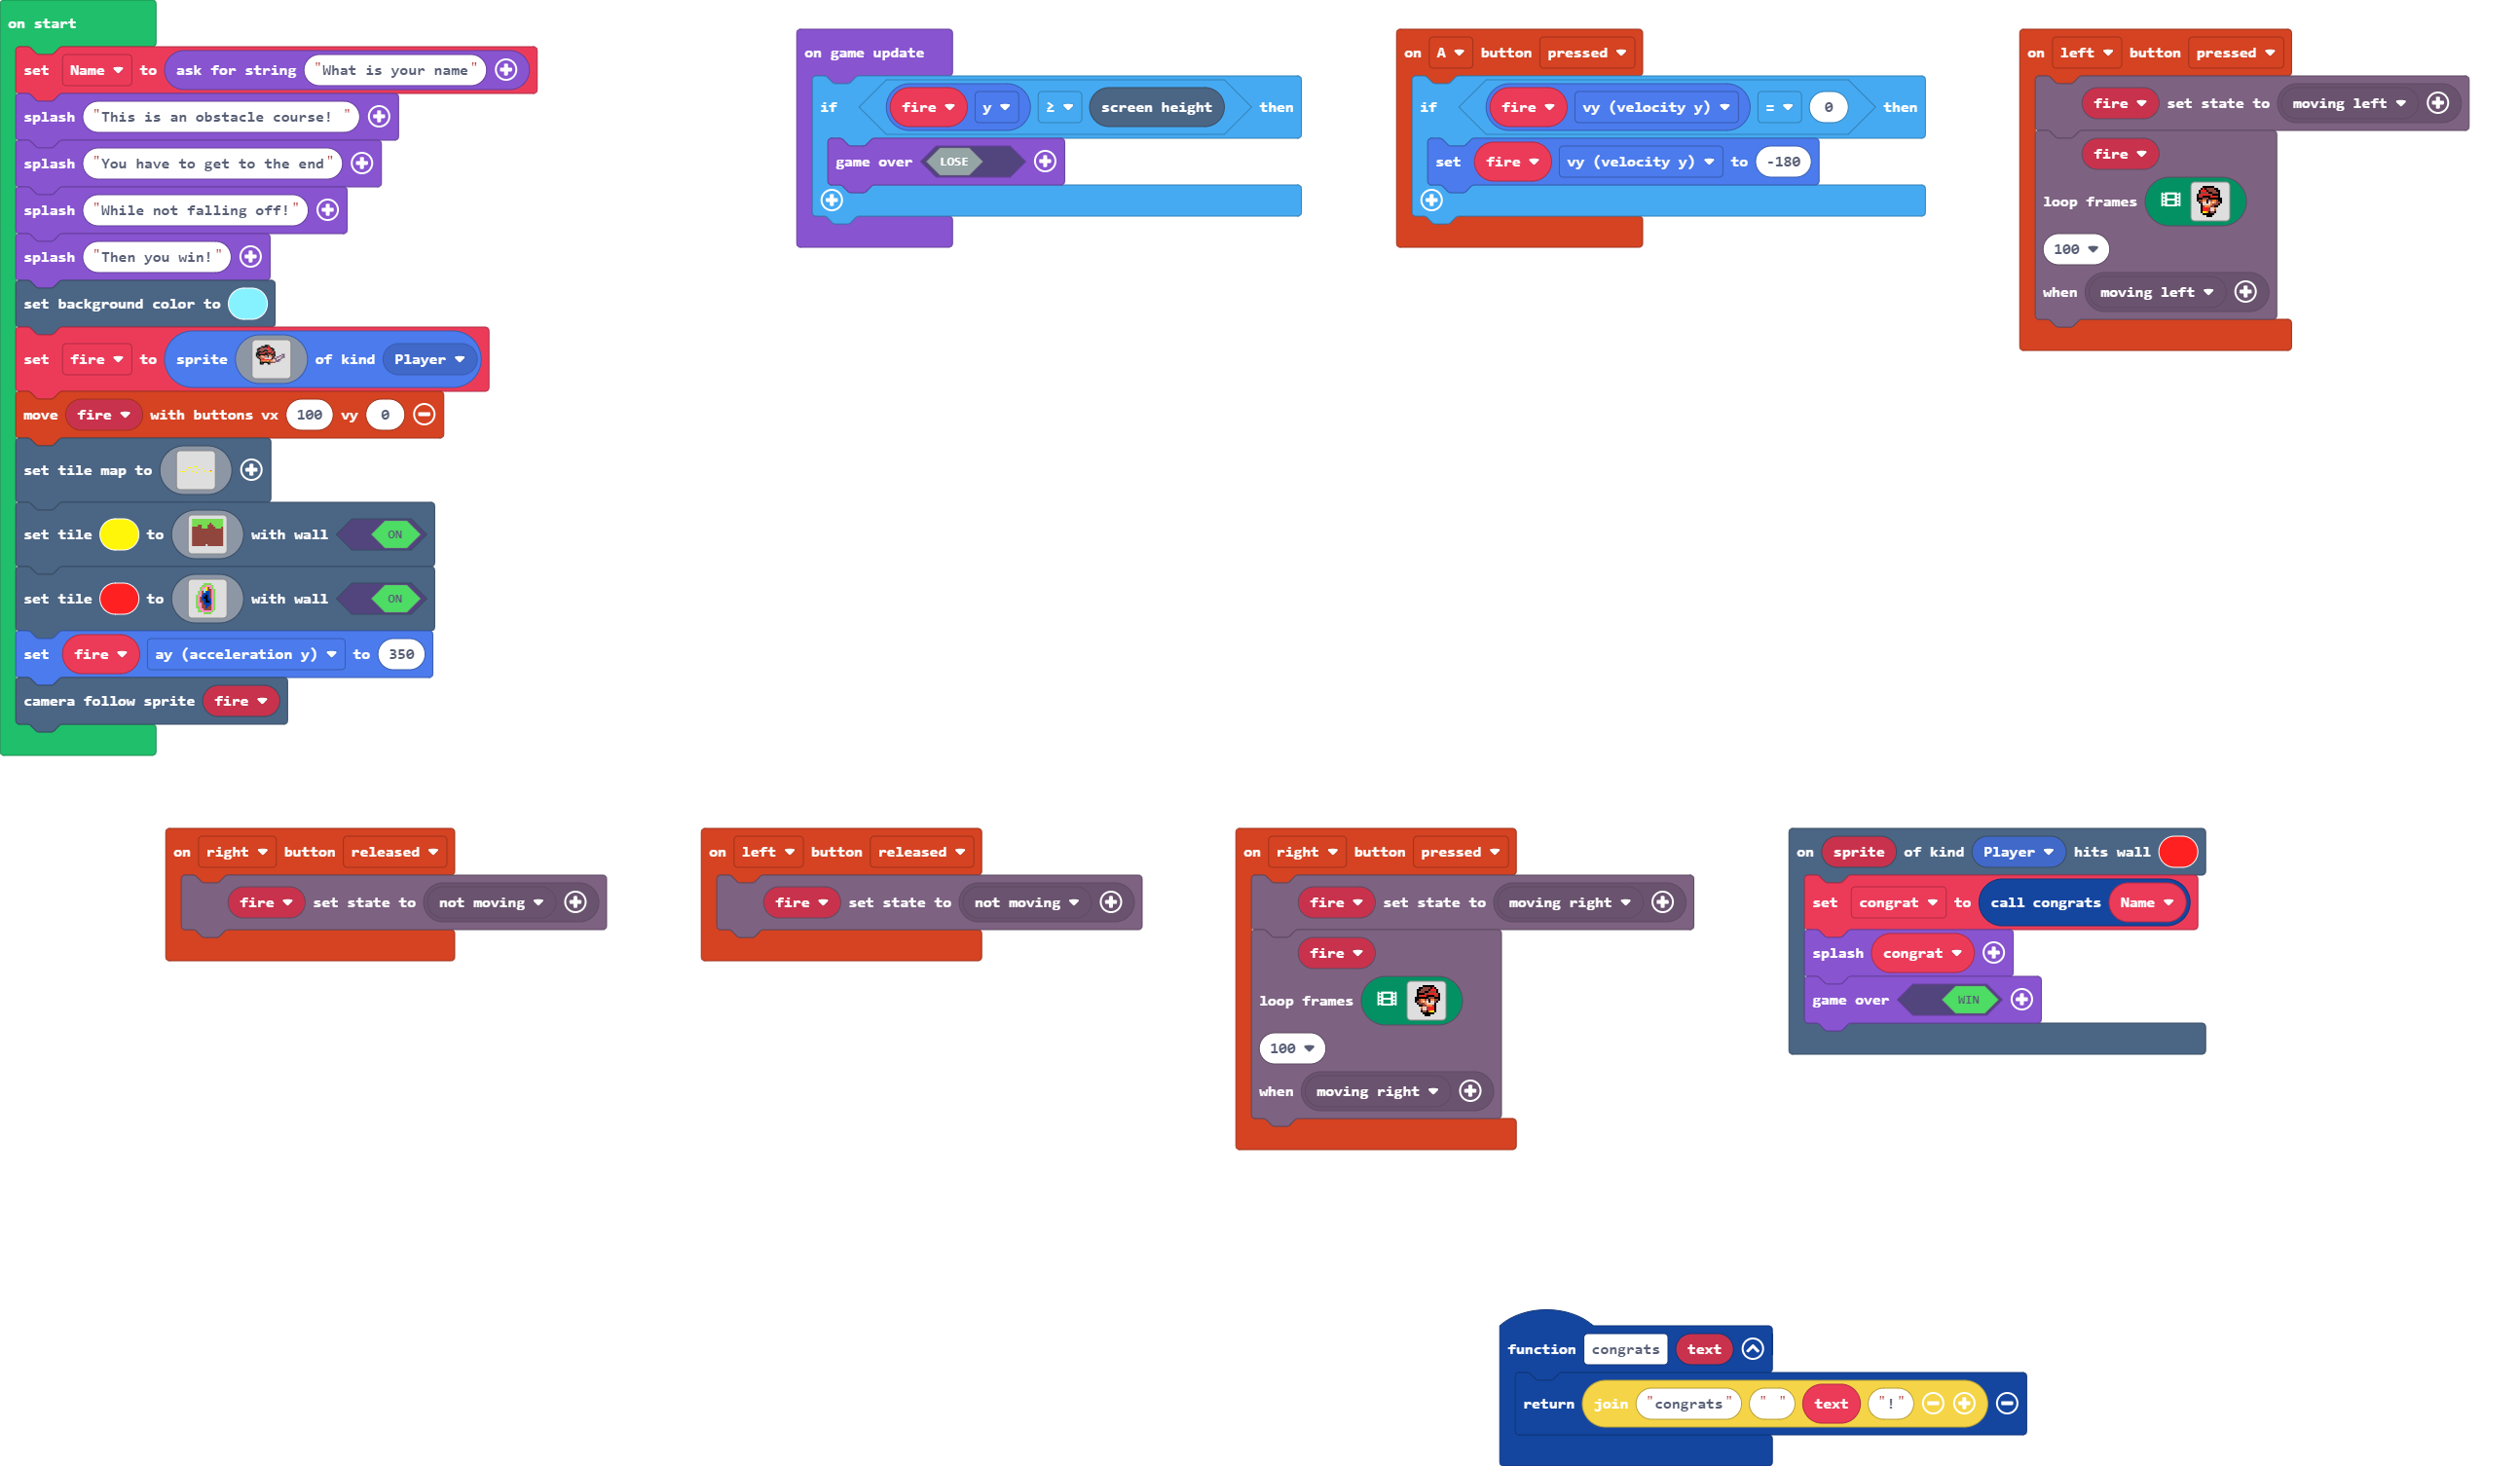 on start
set Name to ask for string "What is your name"
splash "This is an obstacle course! "
splash "You have to get to the end"
splash "While not falling off!"
splash "Then you win!"
set background color to
set fire to sprite of kind Player
move fire with buttons vx 100 vy 0
set tile map to
set tile to with wall ON
set tile to with wall ON
set fire ay (acceleration y) to 350
camera follow sprite fire
on game update
if fire y ≥ screen height then
game over LOSE
on A button pressed
if fire vy (velocity y) = 0 then
set fire vy (velocity y) to -180
on left button pressed
fire set state to moving left
fire
loop frames
100
when moving left
on right button released
fire set state to not moving
on left button released
fire set state to not moving
on right button pressed
fire set state to moving right
fire
loop frames
100
when moving right
on sprite of kind Player hits wall
set congrat to call congrats Name
splash congrat
game over WIN
function congrats text
return join "congrats" " " text "!"